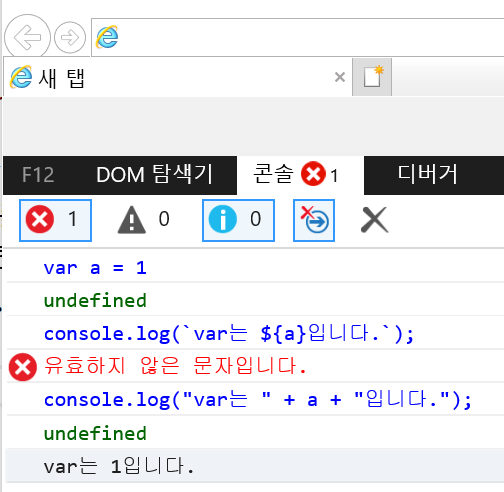 새 탭
F12 DOM 탐색기 콘솔 1 디버거
1 0 0
var a = 1
undefined
console.log(`var는 ${a}입니다.`);
유효하지 않은 문자입니다.
console.log("var는 " + a + "입니다.");
undefined
var는 1입니다.